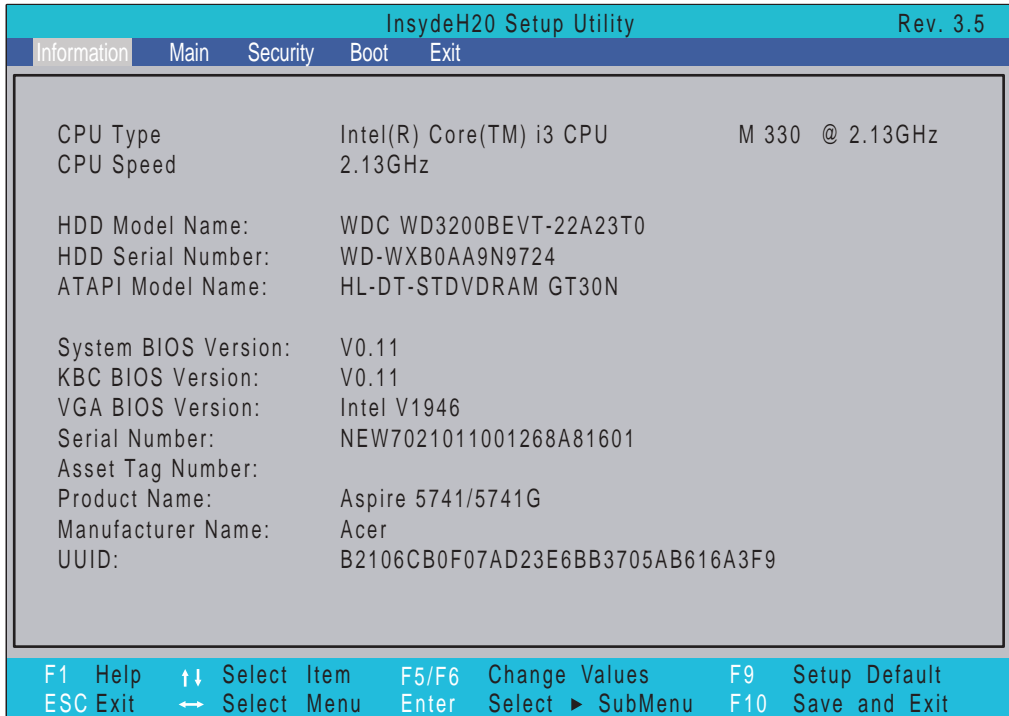 InsydeH20 Setup Utility Rev. 3.5
Information Main Security Boot Exit
CPU Type Intel(R) Core(TM) i3 CPU M 330 @ 2.13GHz
CPU Speed 2.13GHz
HDD Model Name: WDC WD3200BEVT-22A23T0
HDD Serial Number: WD-WXB0AA9N9724
ATAPI Model Name: HL-DT-STDVDRAM GT30N
System BIOS Version: V0.11
KBC BIOS Version: V0.11
VGA BIOS Version: Intel V1946
Serial Number: NEW7021011001268A81601
Asset Tag Number:
Product Name: Aspire 5741/5741G
Manufacturer Name: Acer
UUID: B2106CB0F07AD23E6BB3705AB616A3F9
F1 Help ↑↓ Select Item F5/F6 Change Values F9 Setup Default
ESC Exit ↔ Select Menu Enter Select ► SubMenu F10 Save and Exit